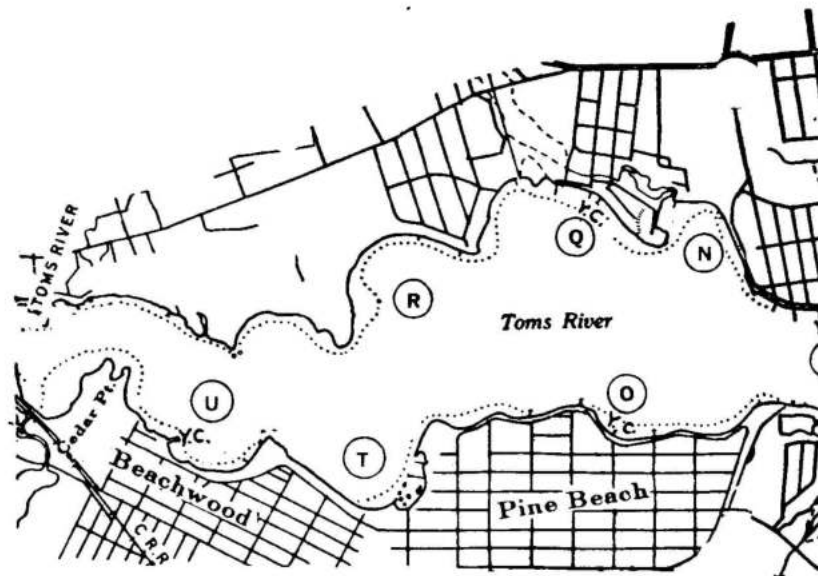 Y.C.
Q
N
TOMS RIVER
R
Toms River
U
O
Cedar Pt.
Y.C.
Y.C.
T
Beachwood
Pine Beach
C.R.R.